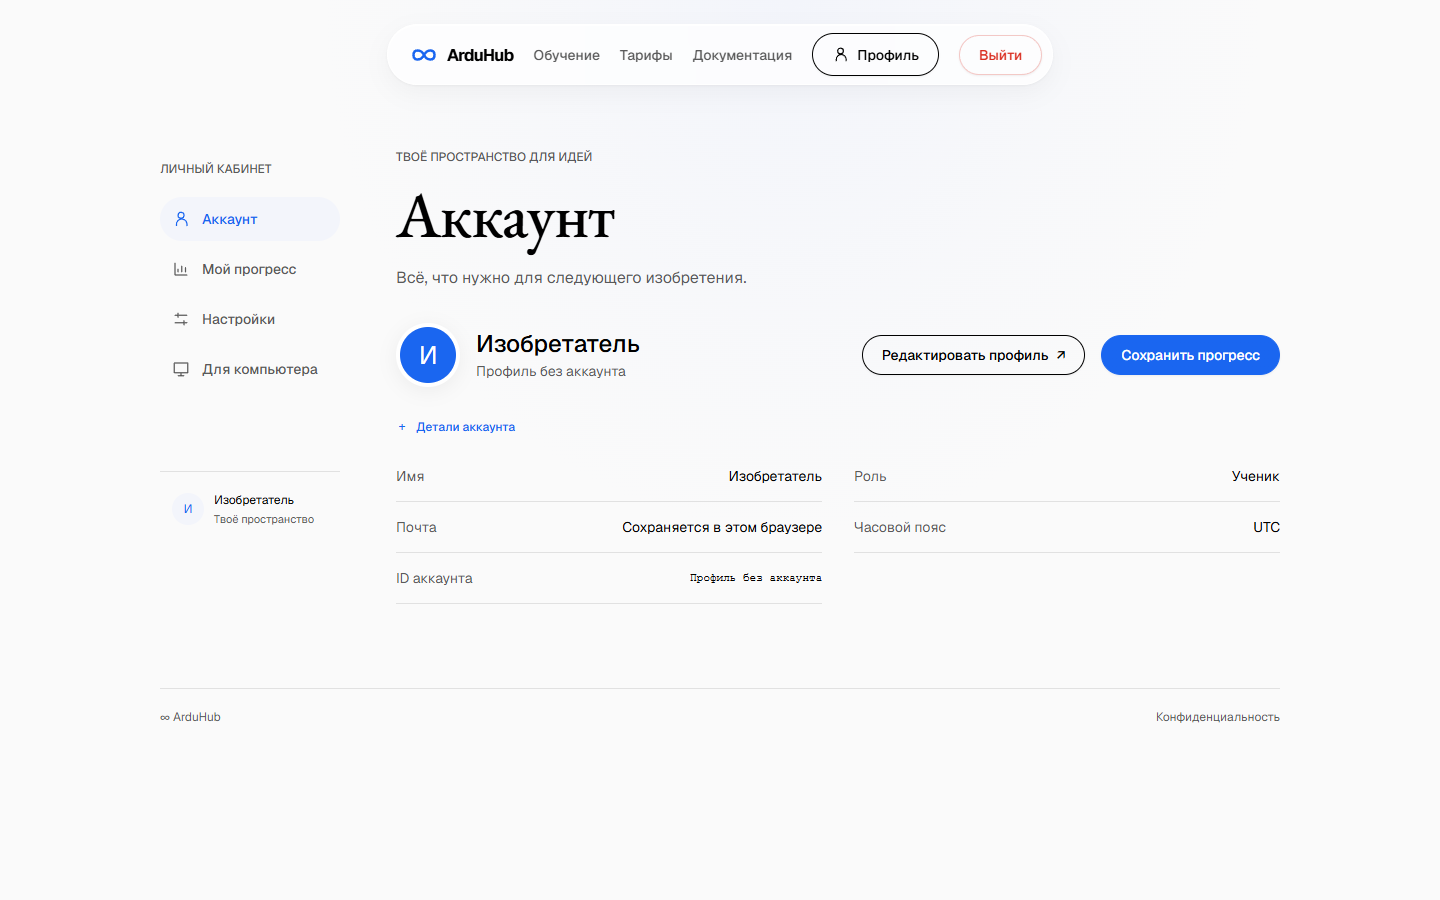 ArduHub Обучение Тарифы Документация Профиль Выйти
ЛИЧНЫЙ КАБИНЕТ
Аккаунт
Мой прогресс
Настройки
Для компьютера
И Изобретатель
Твоё пространство
ТВОЁ ПРОСТРАНСТВО ДЛЯ ИДЕЙ
Аккаунт
Всё, что нужно для следующего изобретения.
И Изобретатель
Профиль без аккаунта
Редактировать профиль ↗ Сохранить прогресс
+ Детали аккаунта
Имя Изобретатель
Роль Ученик
Почта Сохраняется в этом браузере
Часовой пояс UTC
ID аккаунта Профиль без аккаунта
∞ ArduHub Конфиденциальность